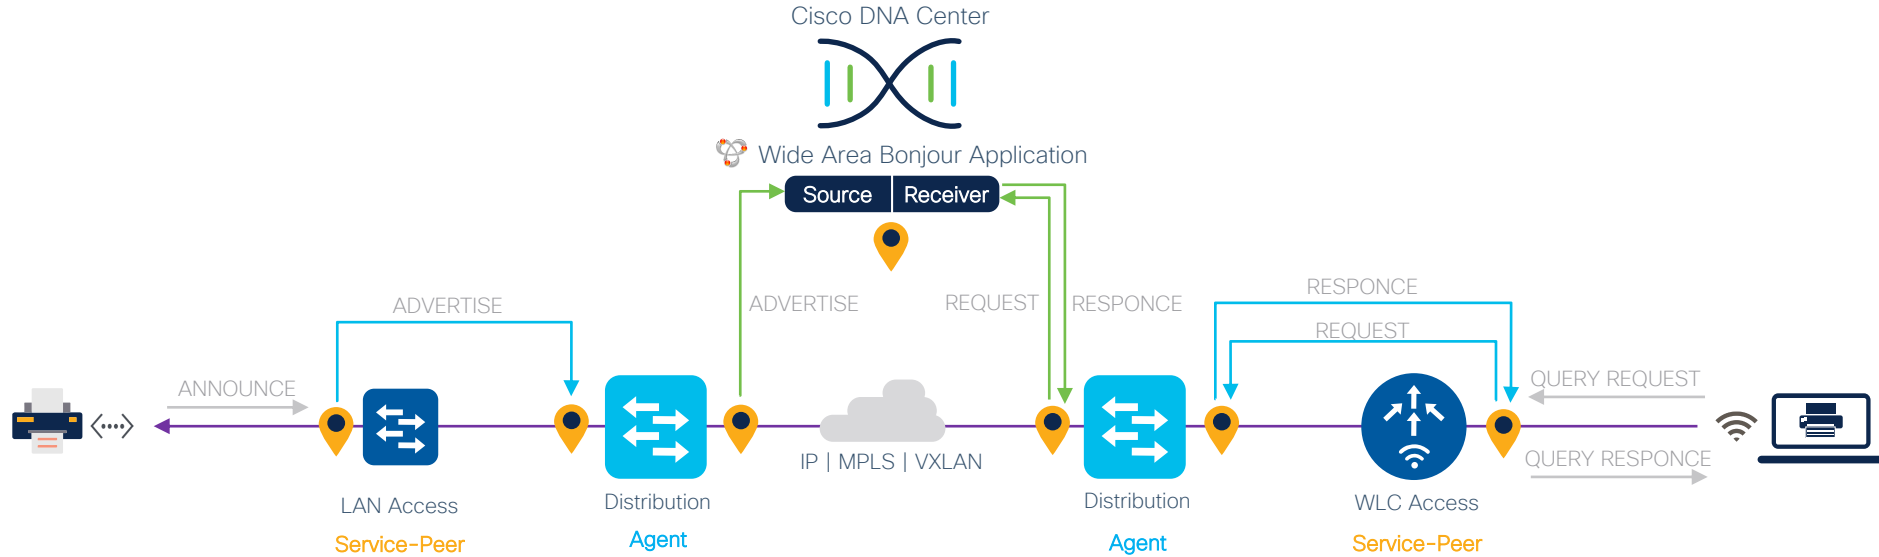 Cisco DNA Center
Wide Area Bonjour Application
Source | Receiver
ADVERTISE
ADVERTISE
REQUEST
RESPONCE
RESPONCE
REQUEST
ANNOUNCE
QUERY REQUEST
IP | MPLS | VXLAN
QUERY RESPONCE
LAN Access
Distribution
Distribution
WLC Access
Service-Peer
Agent
Agent
Service-Peer